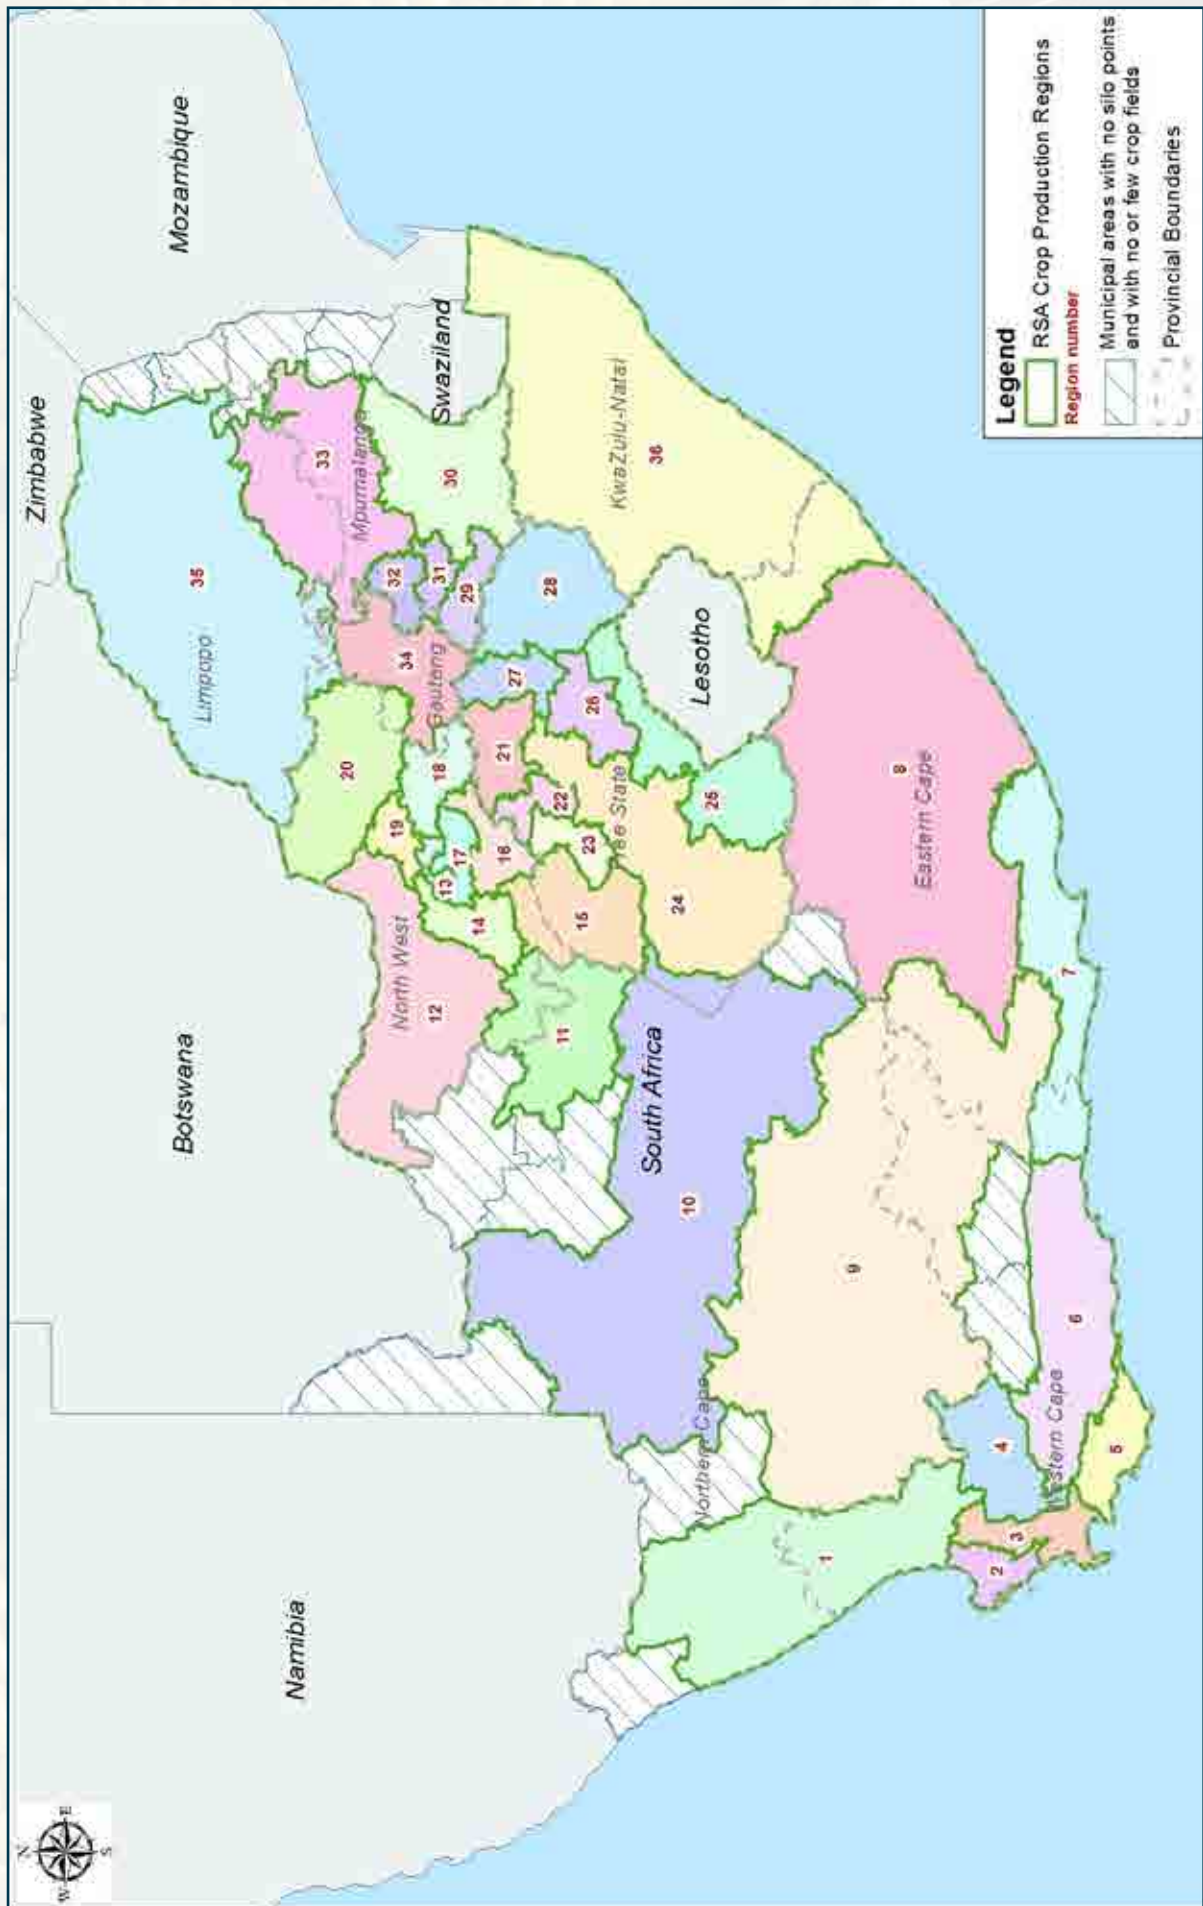 N
W
E
S
Zimbabwe
Mozambique
Botswana
Namibia
Limpopo
35
33
Mpumalanga
Swaziland
20
34
32
31
30
Gauteng
19
18
29
North West
12
13
17
14
16
21
27
28
KwaZulu-Natal
36
22
26
11
15
23
Free State
24
25
Lesotho
South Africa
10
Northern Cape
9
8
Eastern Cape
1
7
4
6
Western Cape
2
3
5
Legend
RSA Crop Production Regions
Region number
Municipal areas with no silo points
and with no or few crop fields
Provincial Boundaries